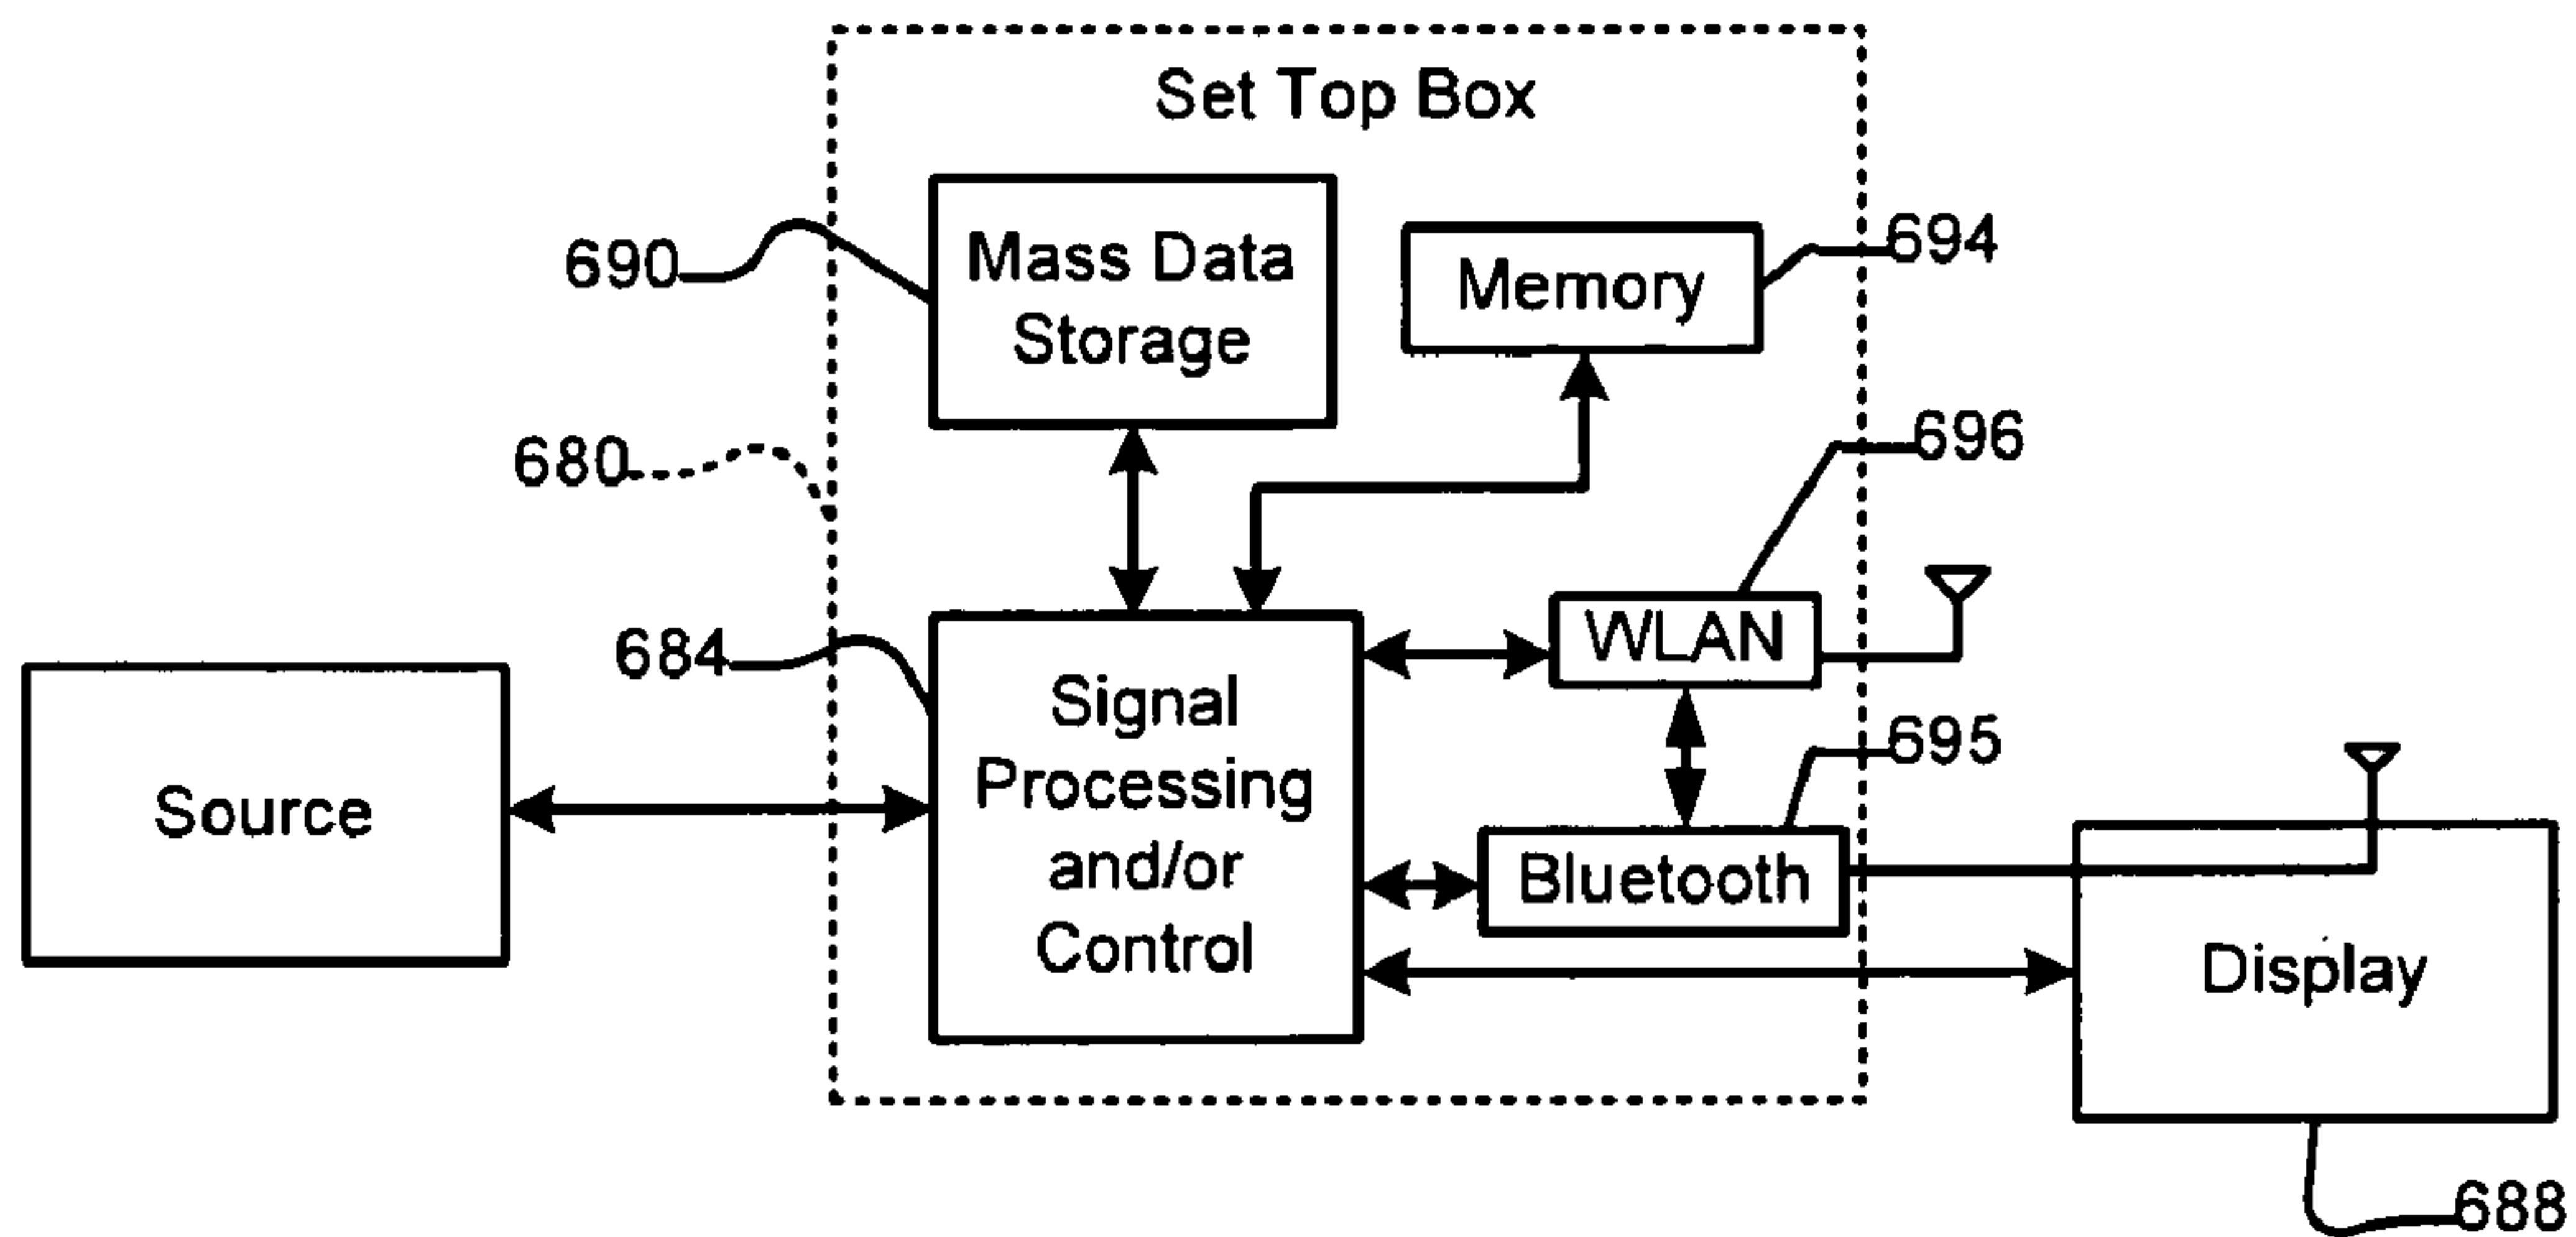 Set Top Box
690
Mass Data
Storage
Memory
694
680
696
684
WLAN
Source
Signal
Processing
and/or
Control
695
Bluetooth
Display
688